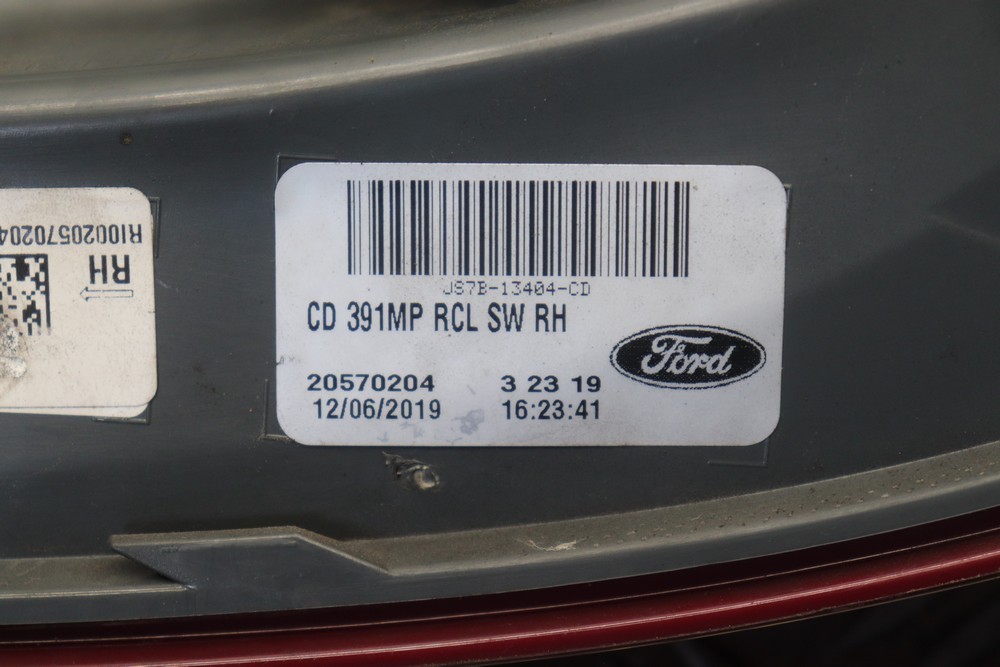 JS7B-13404-CD
CD 391MP RCL SW RH
Ford
20570204 3 23 19
12/06/2019 16:23:41
RI0020570204
RH